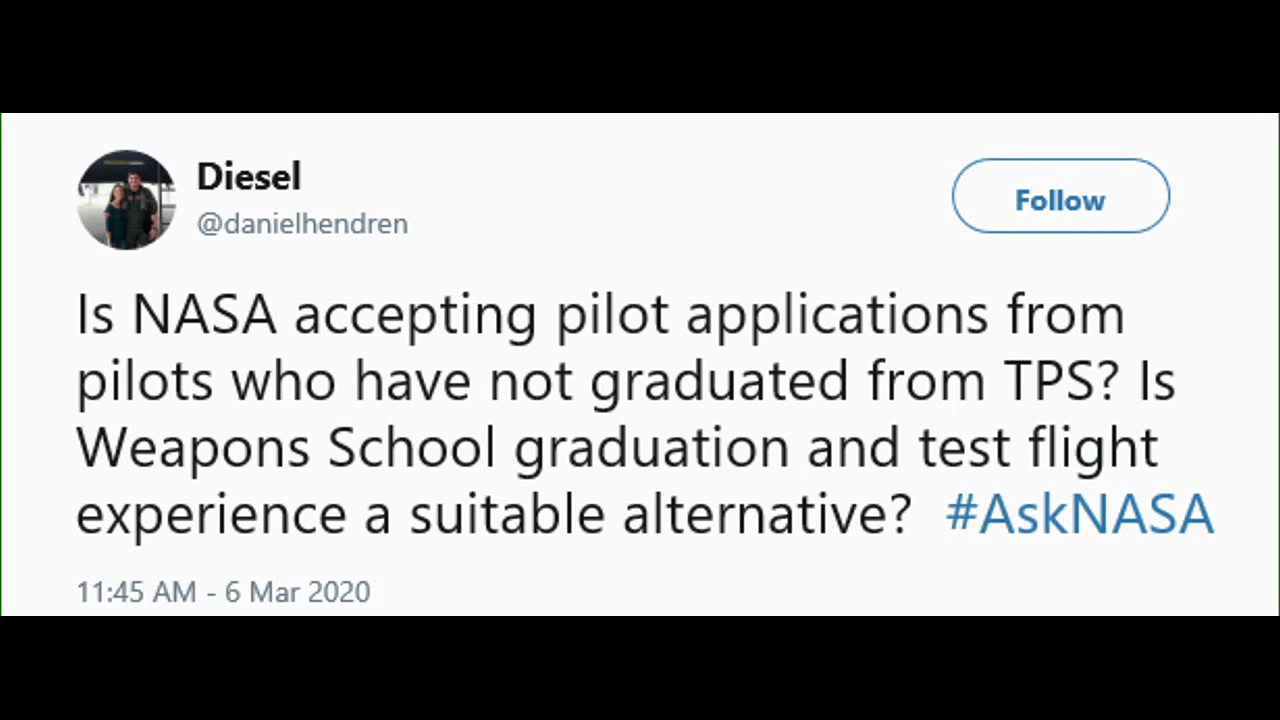 Diesel
@danielhendren
Follow
Is NASA accepting pilot applications from
pilots who have not graduated from TPS? Is
Weapons School graduation and test flight
experience a suitable alternative? #AskNASA
11:45 AM - 6 Mar 2020